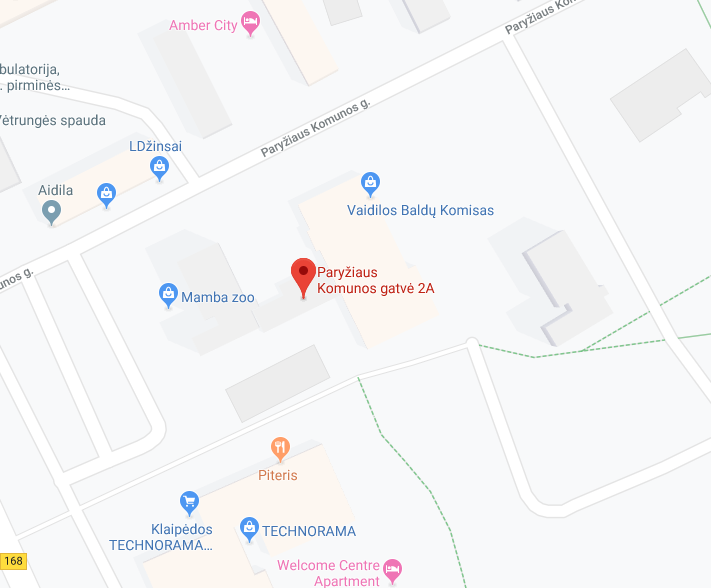 Paryžiaus Kom
Amber City
bulatorija,
. pirminės...
Vėtrungės spauda
Paryžiaus Komunos g.
LDžinsai
Aidila
Vaidilos Baldų Komisas
unos g.
Paryžiaus
Komunos gatvė 2A
Mamba zoo
Piteris
Klaipėdos
TECHNORAMA...
TECHNORAMA
168
Welcome Centre
Apartment